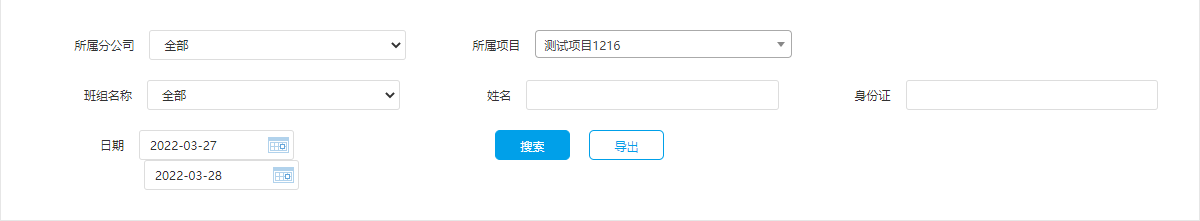 所属分公司 全部 所属项目 测试项目1216
班组名称 全部 姓名 身份证
日期 2022-03-27 搜索 导出
2022-03-28